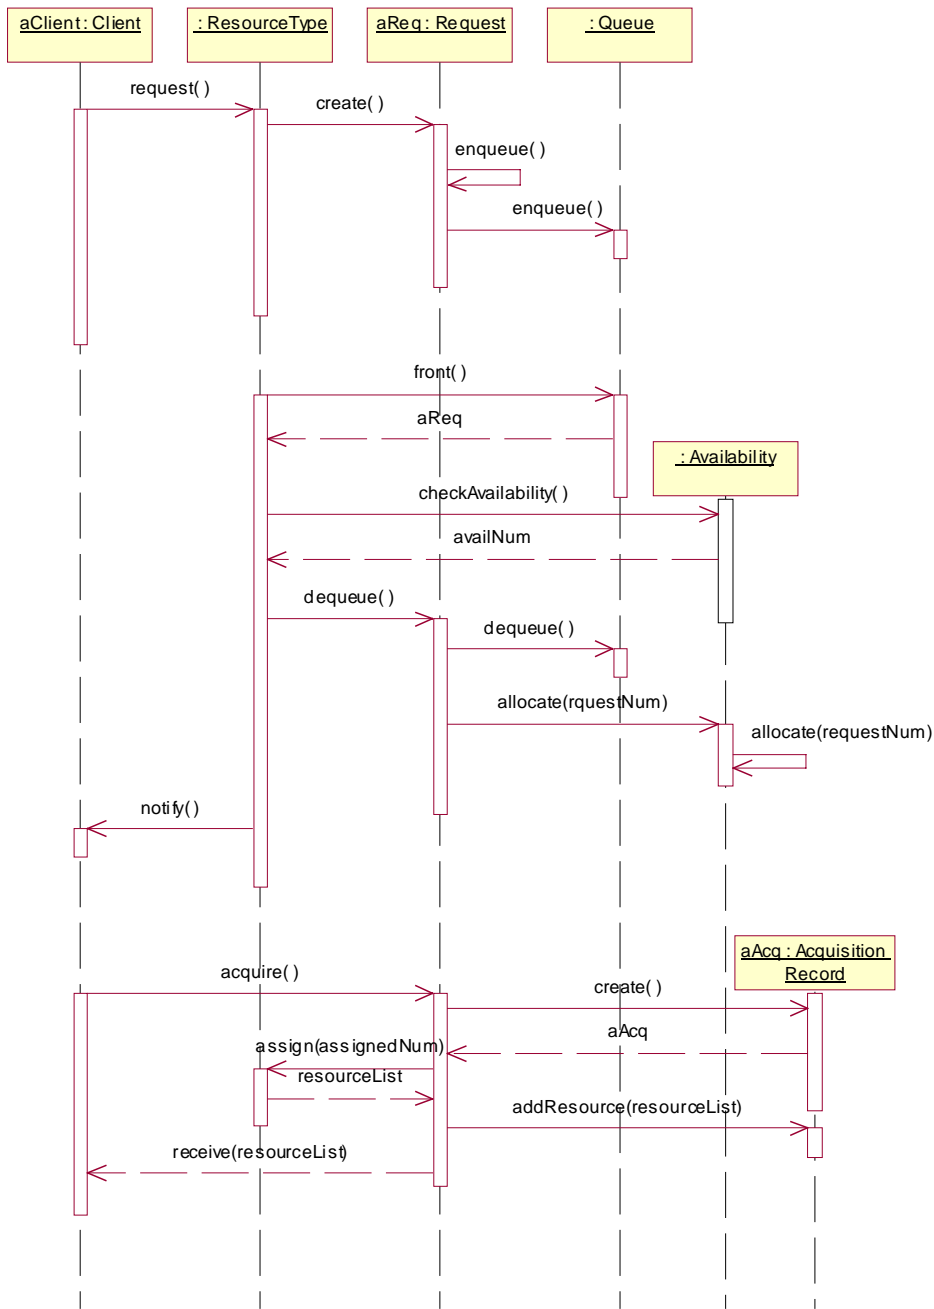 aClient : Client
: ResourceType
aReq : Request
: Queue
request( )
create( )
enqueue( )
enqueue( )
front( )
aReq
: Availability
checkAvailability( )
availNum
dequeue( )
dequeue( )
allocate(rquestNum)
allocate(requestNum)
notify( )
aAcq : Acquisition
Record
acquire( )
create( )
aAcq
assign(assignedNum)
resourceList
addResource(resourceList)
receive(resourceList)